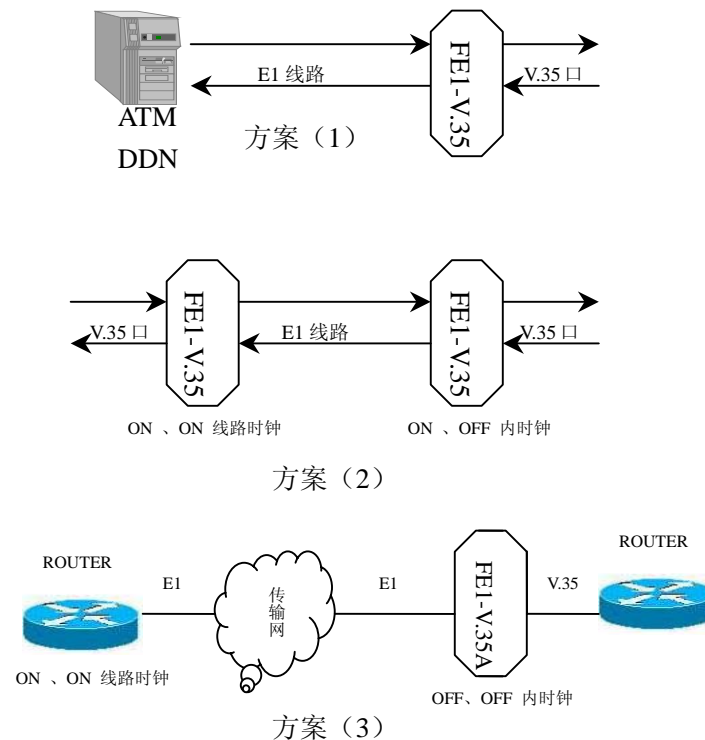 FE1-V.35
E1 线路
V.35 口
ATM
DDN
方案（1）
FE1-V.35
FE1-V.35
V.35 口
E1 线路
V.35 口
ON 、ON 线路时钟
ON 、OFF 内时钟
方案（2）
ROUTER
E1
传输网
E1
FE1-V.35A
V.35
ROUTER
ON 、ON 线路时钟
OFF、OFF 内时钟
方案（3）